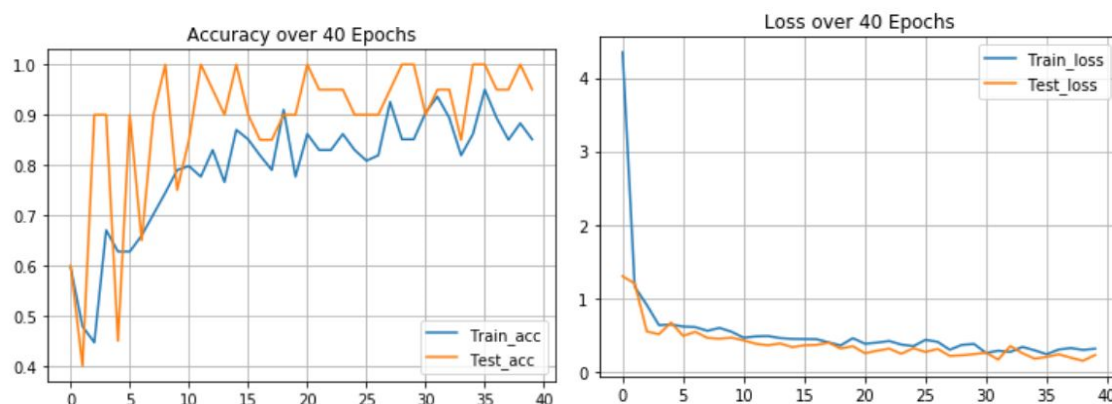 Accuracy over 40 Epochs
1.0
0.9
0.8
0.7
0.6
0.5
0.4
0 5 10 15 20 25 30 35 40
Train_acc
Test_acc
Loss over 40 Epochs
4
3
2
1
0
0 5 10 15 20 25 30 35 40
Train_loss
Test_loss